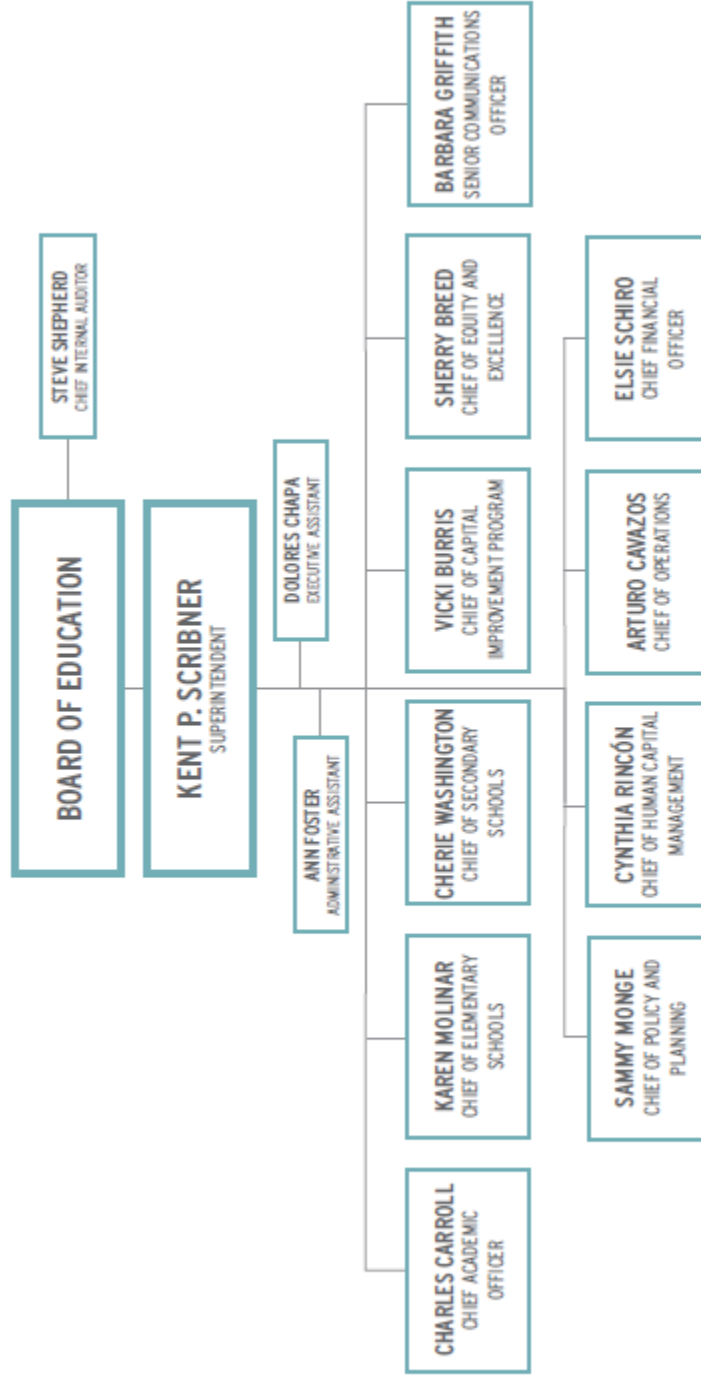 BOARD OF EDUCATION
STEVE SHEPHERD
CHIEF INTERNAL AUDITOR
KENT P. SCRIBNER
SUPERINTENDENT
DOLORES CHAPA
EXECUTIVE ASSISTANT
ANN FOSTER
ADMINISTRATIVE ASSISTANT
CHARLES CARROLL
CHIEF ACADEMIC
OFFICER
KAREN MOLINAR
CHIEF OF ELEMENTARY
SCHOOLS
CHERIE WASHINGTON
CHIEF OF SECONDARY
SCHOOLS
VICKI BURRIS
CHIEF OF CAPITAL
IMPROVEMENT PROGRAM
SHERRY BREED
CHIEF OF EQUITY AND
EXCELLENCE
BARBARA GRIFFITH
SENIOR COMMUNICATIONS
OFFICER
SAMMY MONGE
CHIEF OF POLICY AND
PLANNING
CYNTHIA RINCÓN
CHIEF OF HUMAN CAPITAL
MANAGEMENT
ARTURO CAVAZOS
CHIEF OF OPERATIONS
ELSIE SCHIRO
CHIEF FINANCIAL
OFFICER